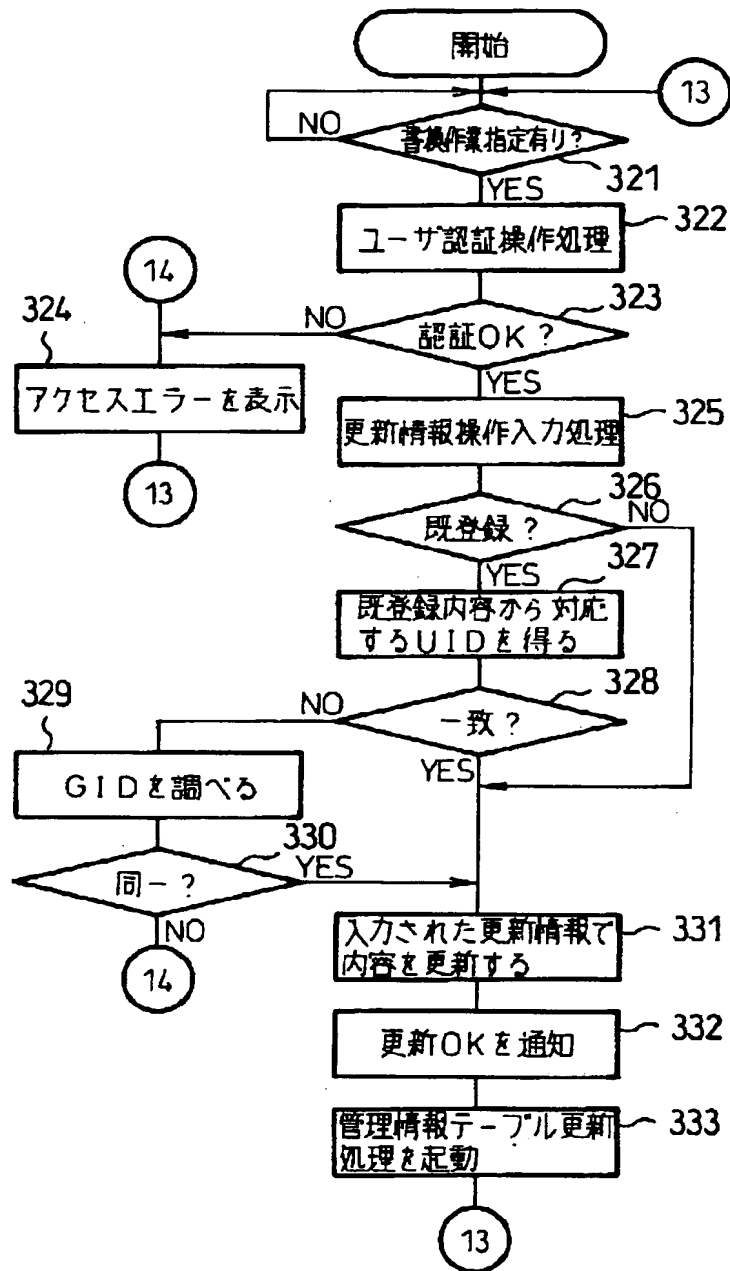 開始
13
書換作業指定有り?
NO
321
YES
ユーザ認証操作処理
322
14
323
認証OK?
NO
324
YES
アクセスエラーを表示
更新情報操作入力処理
325
13
326
既登録?
NO
YES
327
既登録内容から対応
するUIDを得る
328
一致?
NO
329
YES
GIDを調べる
330
同一?
YES
NO
14
入力された更新情報で
内容を更新する
331
更新OKを通知
332
管理情報テーブル更新
処理を起動
333
13